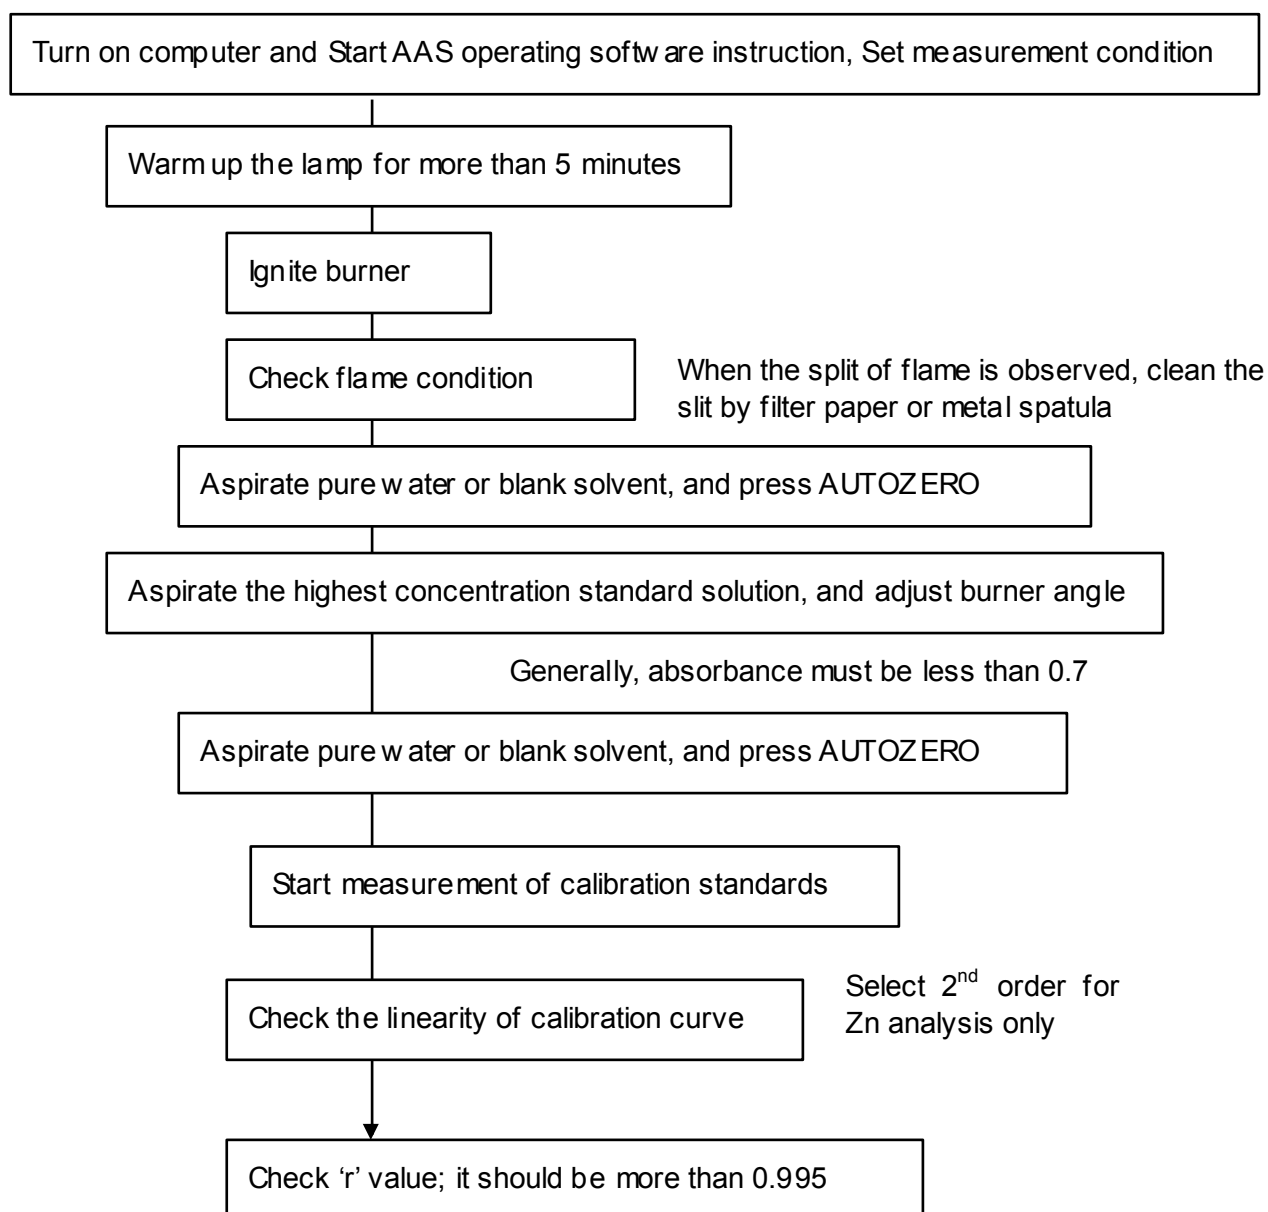 Turn on computer and Start AAS operating software instruction, Set measurement condition
Warm up the lamp for more than 5 minutes
Ignite burner
Check flame condition
When the split of flame is observed, clean the
slit by filter paper or metal spatula
Aspirate pure water or blank solvent, and press AUTOZERO
Aspirate the highest concentration standard solution, and adjust burner angle
Generally, absorbance must be less than 0.7
Aspirate pure water or blank solvent, and press AUTOZERO
Start measurement of calibration standards
Check the linearity of calibration curve
Select 2nd order for
Zn analysis only
Check ‘r’ value; it should be more than 0.995